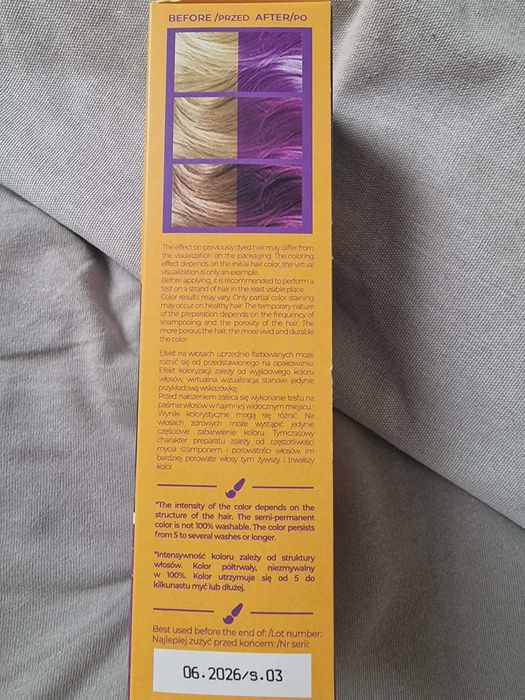 BEFORE /PRZED AFTER/PO
The effect on previously dyed hair may differ from
the visualization on the packaging. The coloring
effect depends on the initial hair color, the virtual
visualization is only an example.
Before applying, it is recommended to perform a
test on a strand of hair in the least visible place.
Color results may vary. Only partial color staining
may occur on healthy hair. The temporary nature
of the preparation depends on the frequency of
shampooing and the porosity of the hair. The
more porous the hair, the more vivid and durable
the color.
Efekt na włosach uprzednio farbowanych może
różnić się od przedstawionego na opakowaniu.
Efekt koloryzacji zależy od wyjściowego koloru
włosów, wirtualna wizualizacja stanowi jedynie
przykładową wskazówkę.
Przed nałożeniem zaleca się wykonanie testu na
paśmie włosów w najmniej widocznym miejscu.
Wyniki kolorystyczne mogą się różnić. Na
włosach zdrowych może wystąpić jedynie
częściowe zabarwienie koloru. Tymczasowy
charakter preparatu zależy od częstotliwości
mycia szamponem i porowatości włosów, im
bardziej porowate włosy tym żywszy i trwalszy
kolor.
*The intensity of the color depends on the
structure of the hair. The semi-permanent
color is not 100% washable. The color persists
from 5 to several washes or longer.
*Intensywność koloru zależy od struktury
włosów. Kolor półtrwały, niezmywalny
w 100%. Kolor utrzymuje się od 5 do
kilkunastu myć lub dłużej.
Best used before the end of: /Lot number:
Najlepiej zużyć przed końcem: /Nr serii:
06.2026/s.03